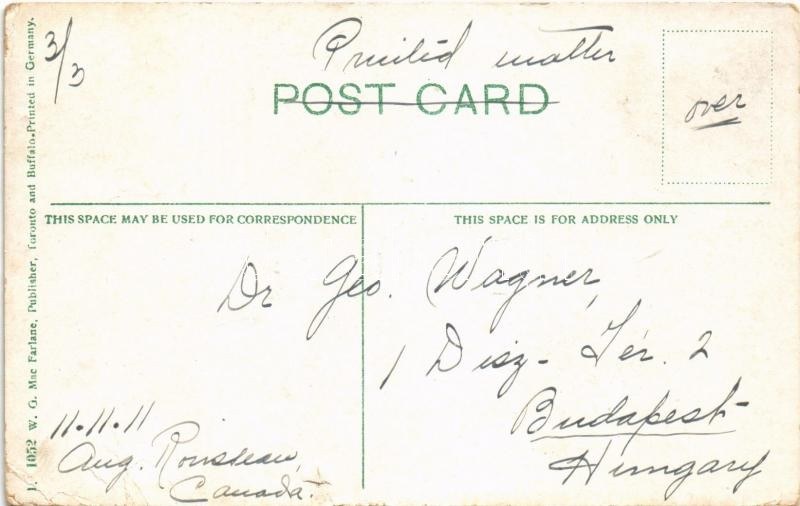 3/3
Printed matter
POST CARD
over
THIS SPACE MAY BE USED FOR CORRESPONDENCE
THIS SPACE IS FOR ADDRESS ONLY
Dr Geo. Wagner,
1 Disz - Tér. 2
Budapest
Hungary
11.11.11
Aug.
Canada.
1052 W. G. Mac Farlane, Publisher, Toronto and Buffalo. Printed in Germany.